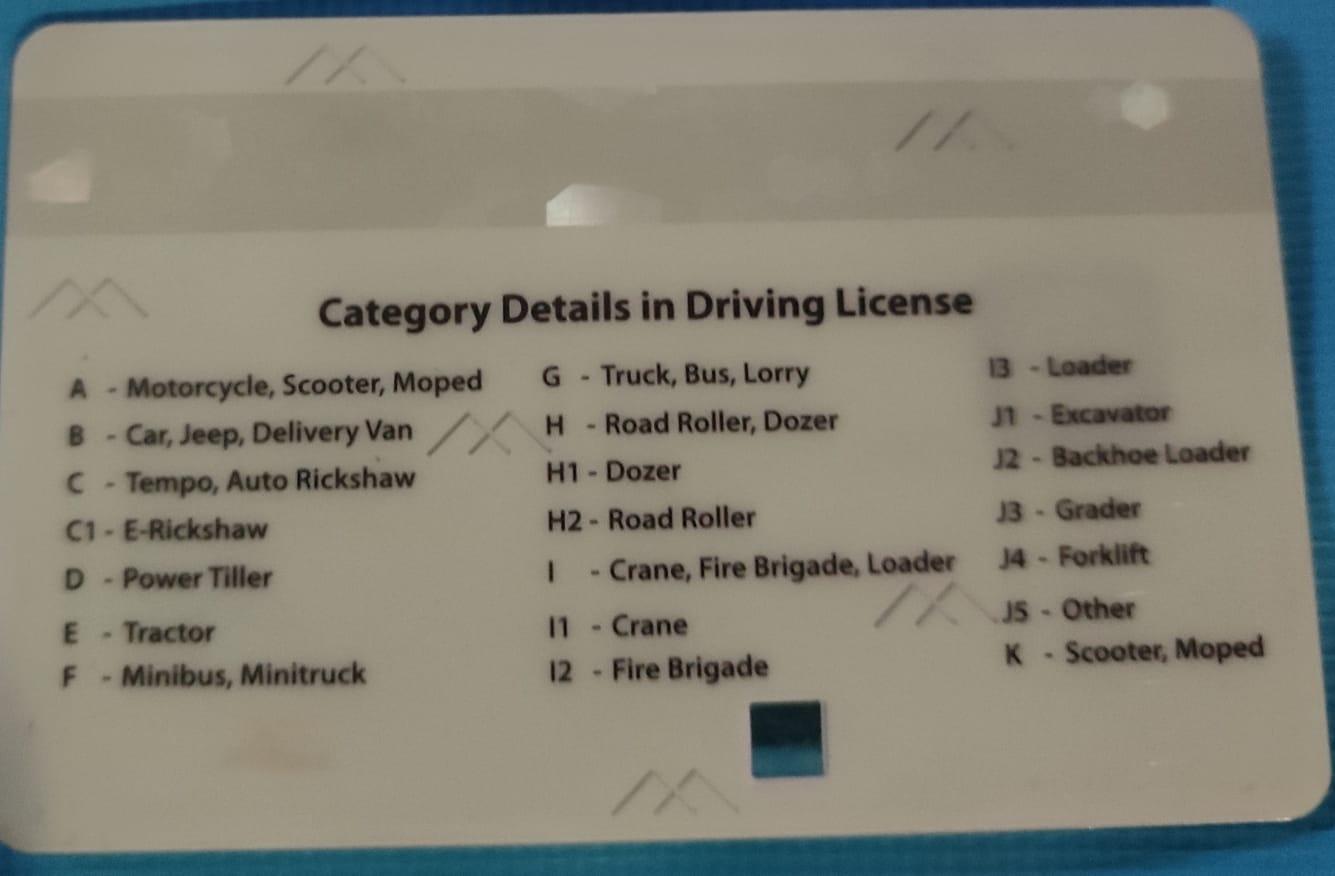 Category Details in Driving License
A - Motorcycle, Scooter, Moped
B - Car, Jeep, Delivery Van
C - Tempo, Auto Rickshaw
C1 - E-Rickshaw
D - Power Tiller
E - Tractor
F - Minibus, Minitruck
G - Truck, Bus, Lorry
H - Road Roller, Dozer
H1 - Dozer
H2 - Road Roller
I - Crane, Fire Brigade, Loader
I1 - Crane
I2 - Fire Brigade
I3 - Loader
J1 - Excavator
J2 - Backhoe Loader
J3 - Grader
J4 - Forklift
J5 - Other
K - Scooter, Moped